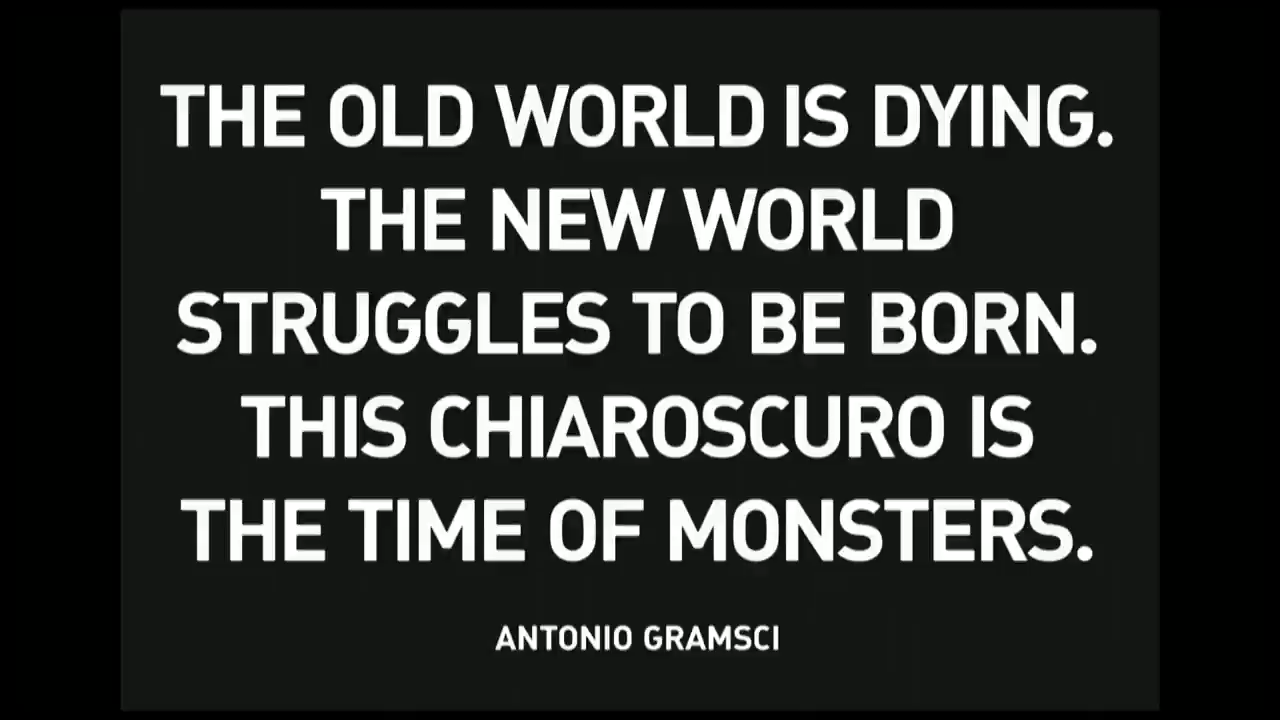 THE OLD WORLD IS DYING.
THE NEW WORLD
STRUGGLES TO BE BORN.
THIS CHIAROSCURO IS
THE TIME OF MONSTERS.
ANTONIO GRAMSCI